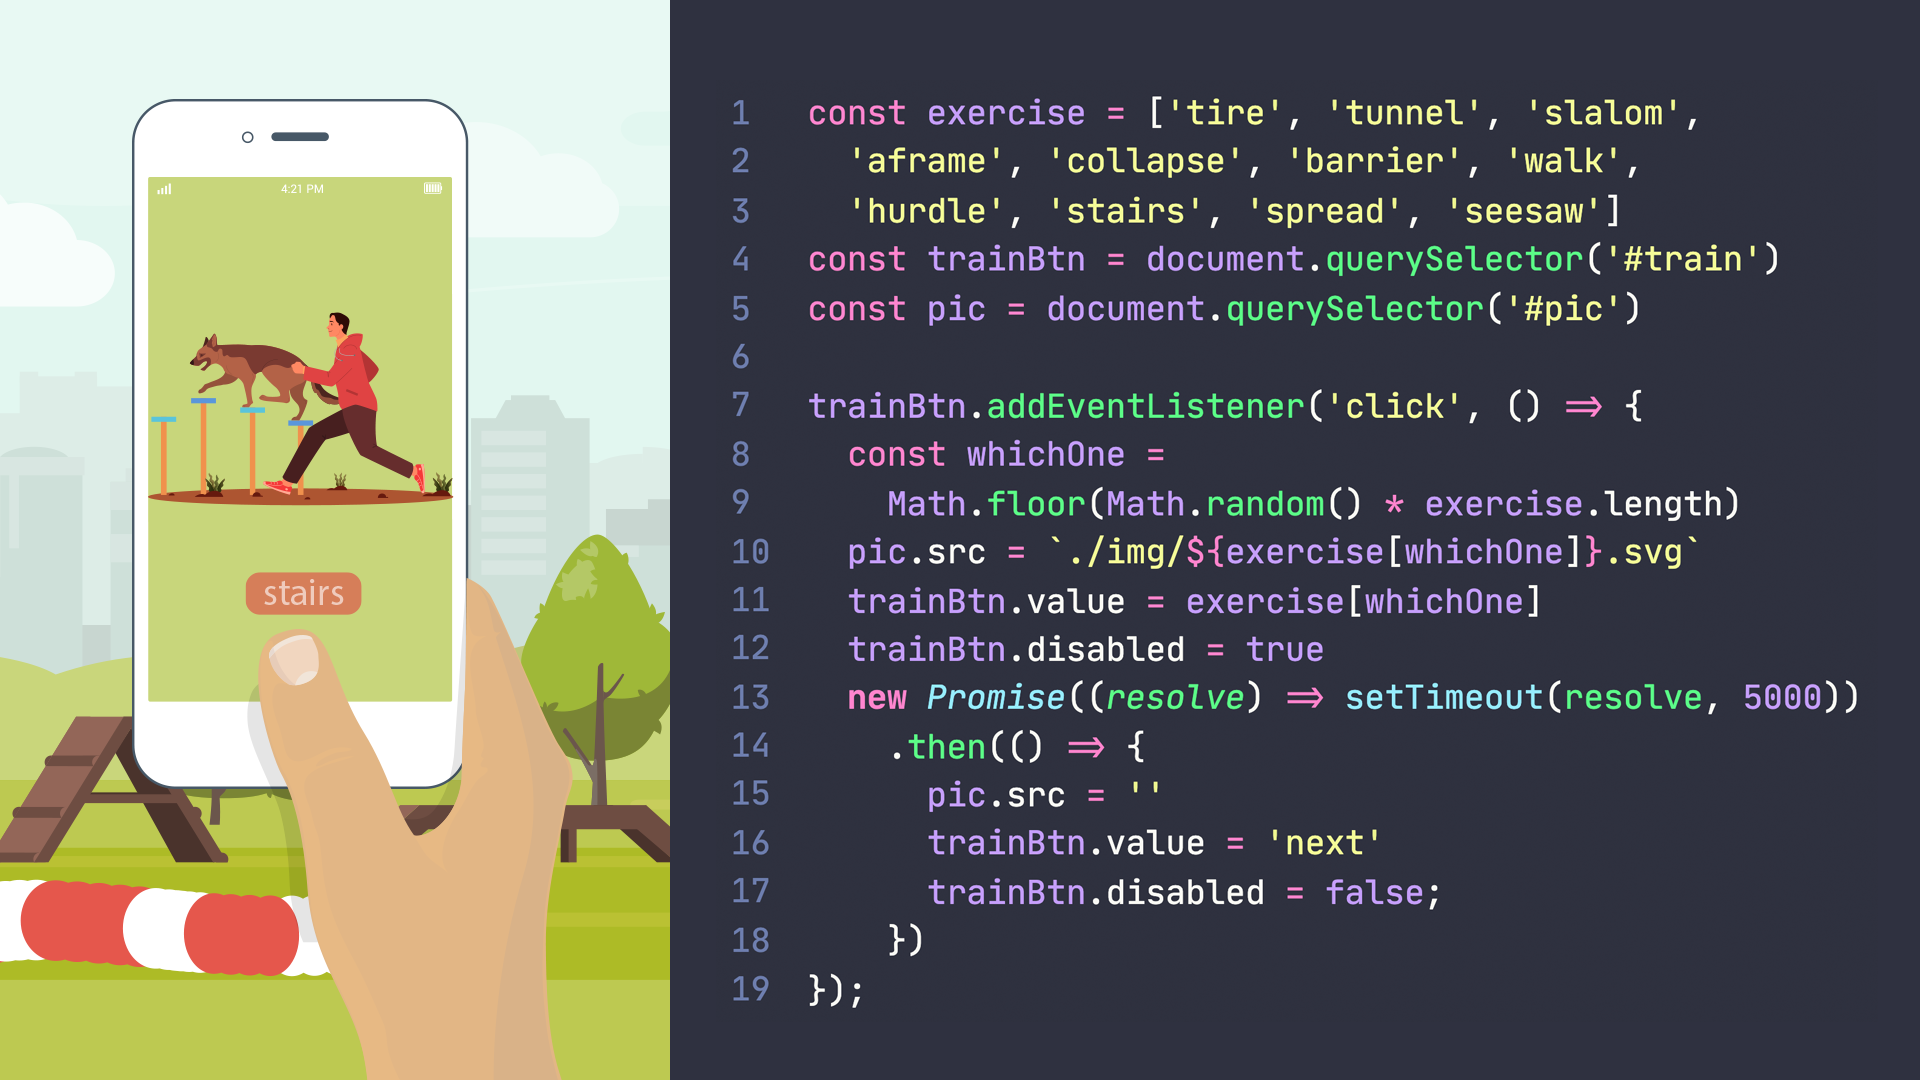 4:21 PM
stairs
1 const exercise = ['tire', 'tunnel', 'slalom',
2   'aframe', 'collapse', 'barrier', 'walk',
3   'hurdle', 'stairs', 'spread', 'seesaw']
4 const trainBtn = document.querySelector('#train')
5 const pic = document.querySelector('#pic')
6
7 trainBtn.addEventListener('click', () => {
8   const whichOne =
9     Math.floor(Math.random() * exercise.length)
10   pic.src = `./img/${exercise[whichOne]}.svg`
11   trainBtn.value = exercise[whichOne]
12   trainBtn.disabled = true
13   new Promise((resolve) => setTimeout(resolve, 5000))
14     .then(() => {
15       pic.src = ''
16       trainBtn.value = 'next'
17       trainBtn.disabled = false;
18     })
19 });